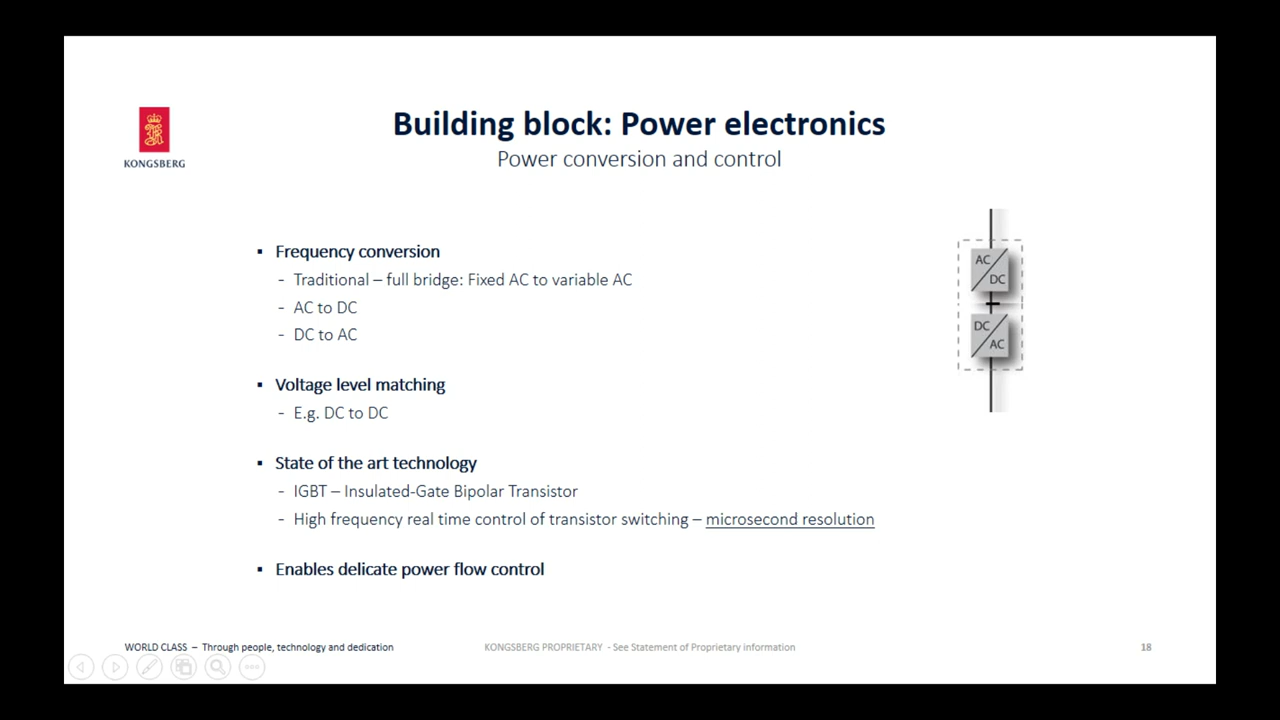 KONGSBERG
Building block: Power electronics
Power conversion and control
▪ Frequency conversion
- Traditional – full bridge: Fixed AC to variable AC
- AC to DC
- DC to AC
▪ Voltage level matching
- E.g. DC to DC
▪ State of the art technology
- IGBT – Insulated-Gate Bipolar Transistor
- High frequency real time control of transistor switching – microsecond resolution
▪ Enables delicate power flow control
AC
DC
DC
AC
WORLD CLASS – Through people, technology and dedication
KONGSBERG PROPRIETARY - See Statement of Proprietary information
18